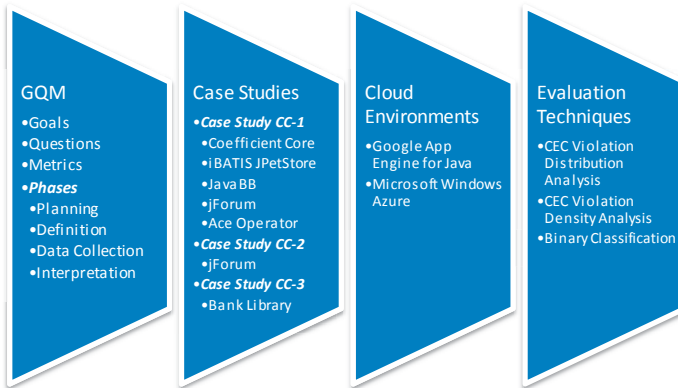 GQM
•Goals
•Questions
•Metrics
•Phases
•Planning
•Definition
•Data Collection
•Interpretation
Case Studies
•Case Study CC-1
•Coefficient Core
•iBATIS JPetStore
•JavaBB
•jForum
•Ace Operator
•Case Study CC-2
•jForum
•Case Study CC-3
•Bank Library
Cloud
Environments
•Google App
Engine for Java
•Microsoft Windows
Azure
Evaluation
Techniques
•CEC Violation
Distribution
Analysis
•CEC Violation
Density Analysis
•Binary Classification